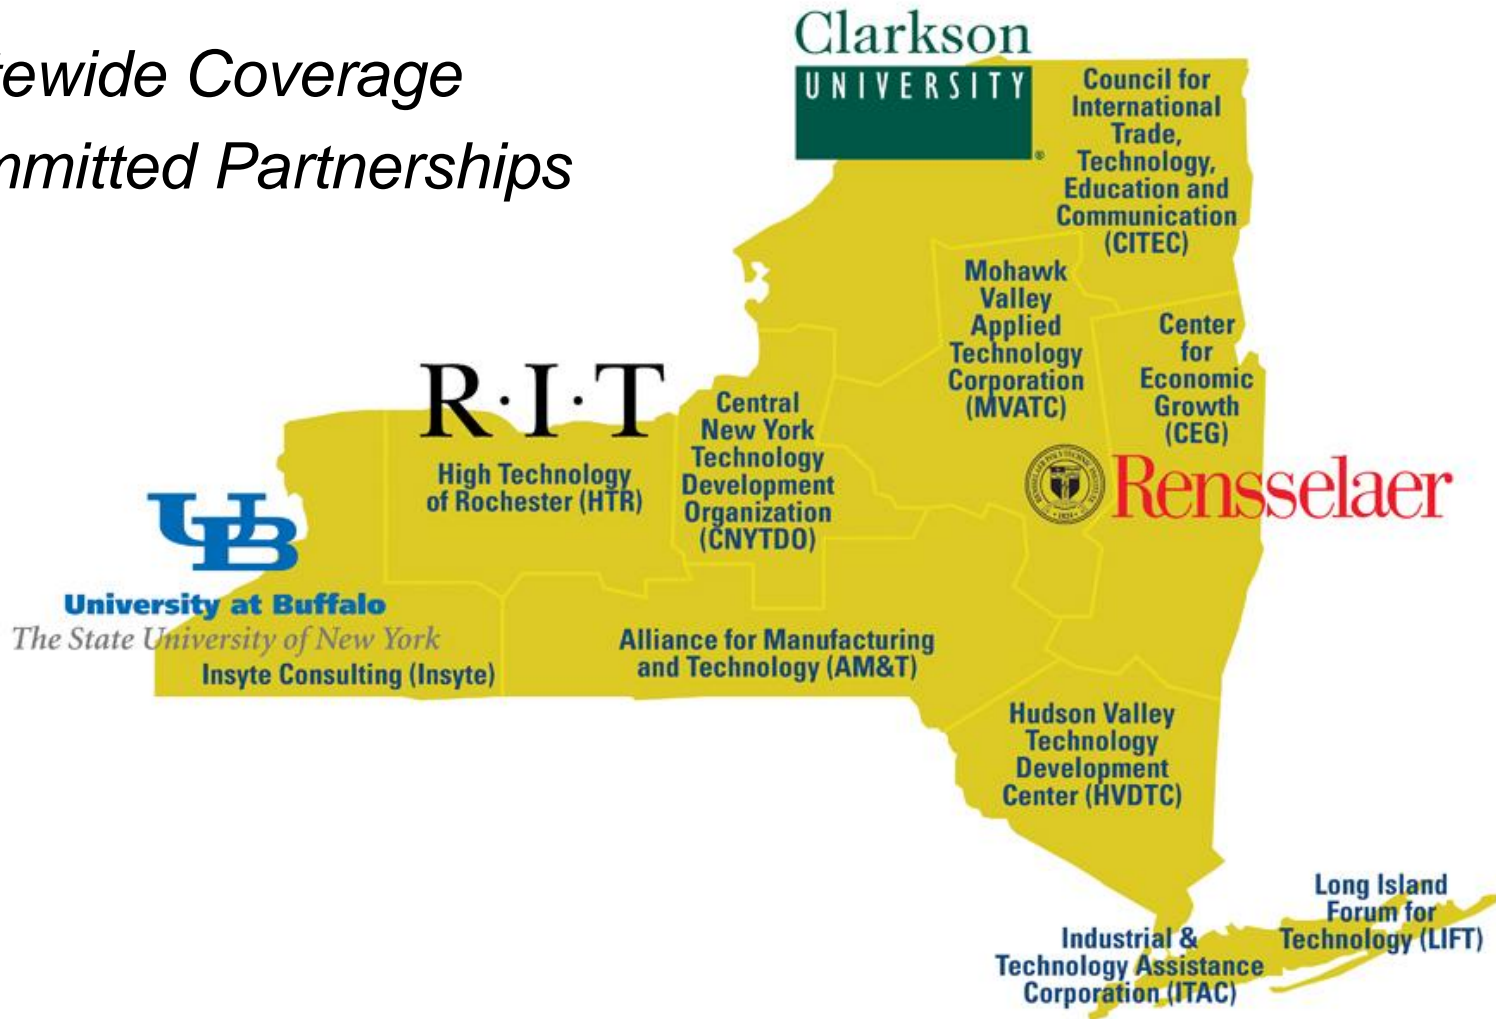 tewide Coverage
mmitted Partnerships
Clarkson
UNIVERSITY
®
Council for
International
Trade,
Technology,
Education and
Communication
(CITEC)
Mohawk
Valley
Applied
Technology
Corporation
(MVATC)
Center
for
Economic
Growth
(CEG)
R·I·T
High Technology
of Rochester (HTR)
Central
New York
Technology
Development
Organization
(CNYTDO)
Rensselaer
UB
University at Buffalo
The State University of New York
Insyte Consulting (Insyte)
Alliance for Manufacturing
and Technology (AM&T)
Hudson Valley
Technology
Development
Center (HVDTC)
Long Island
Forum for
Technology (LIFT)
Industrial &
Technology Assistance
Corporation (ITAC)